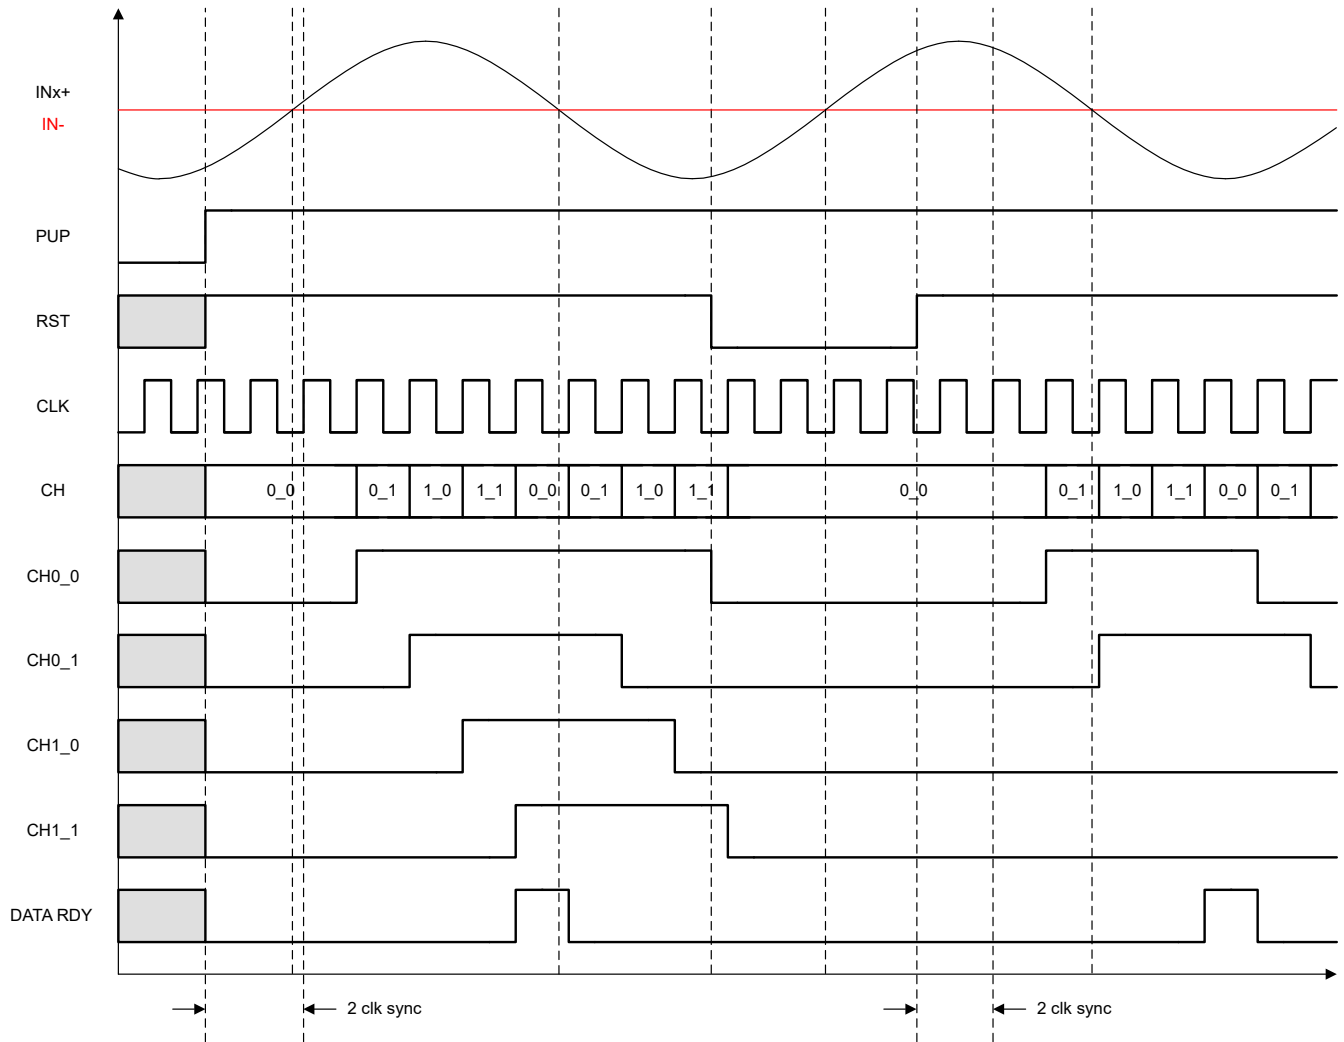 INx+
IN-
PUP
RST
CLK
CH
0_0 0_1 1_0 1_1 0_0 0_1 1_0 1_1 0_0 0_1 1_0 1_1 0_0 0_1
CH0_0
CH0_1
CH1_0
CH1_1
DATA RDY
2 clk sync 2 clk sync